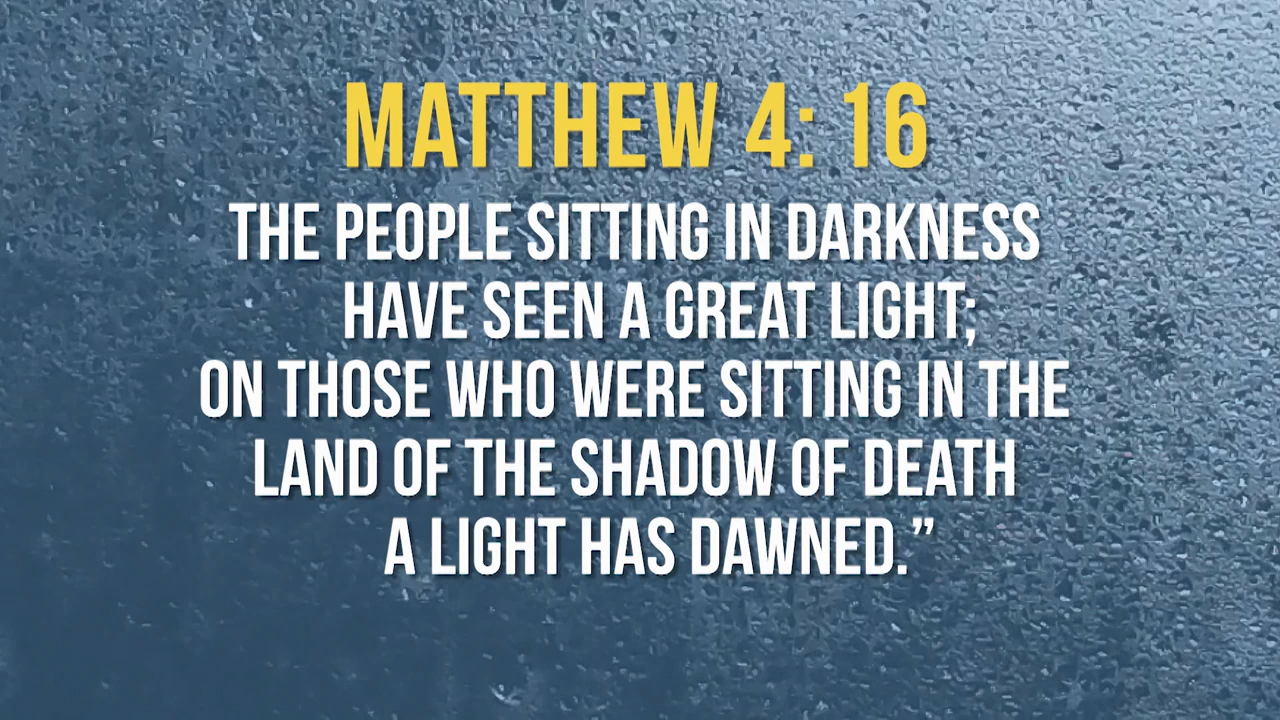 MATTHEW 4: 16
THE PEOPLE SITTING IN DARKNESS
HAVE SEEN A GREAT LIGHT;
ON THOSE WHO WERE SITTING IN THE
LAND OF THE SHADOW OF DEATH
A LIGHT HAS DAWNED.”